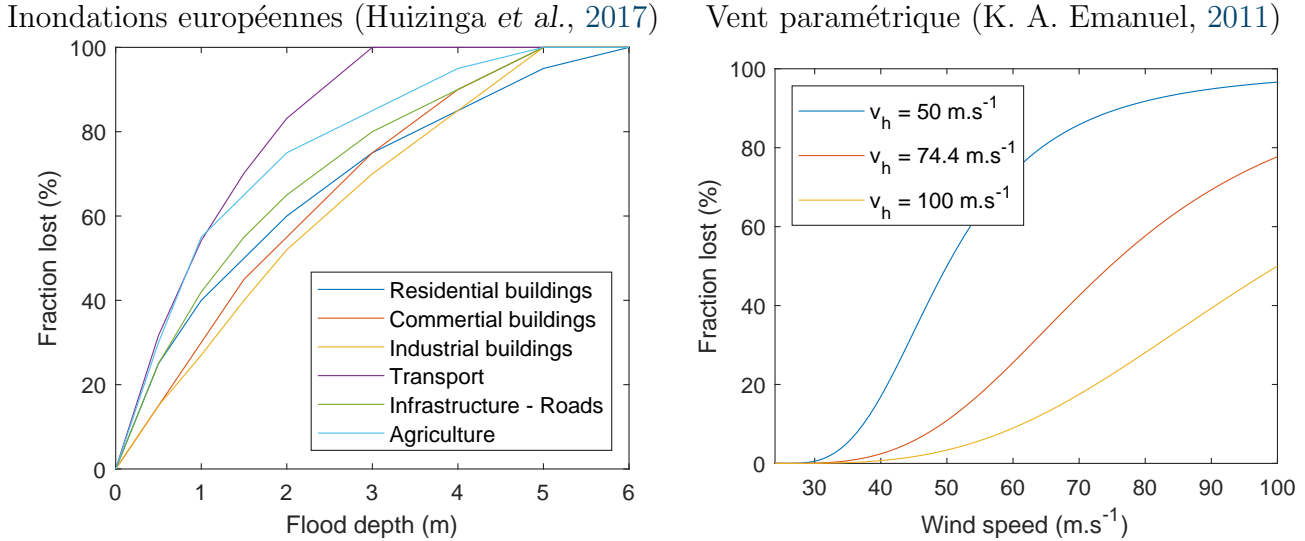 Inondations européennes (Huizinga et al., 2017)
100
80
60
40
20
0
Fraction lost (%)
Residential buildings
Commertial buildings
Industrial buildings
Transport
Infrastructure - Roads
Agriculture
0 1 2 3 4 5 6
Flood depth (m)
Vent paramétrique (K. A. Emanuel, 2011)
100
80
60
40
20
0
Fraction lost (%)
v_h = 50 m.s^-1
v_h = 74.4 m.s^-1
v_h = 100 m.s^-1
30 40 50 60 70 80 90 100
Wind speed (m.s^-1)